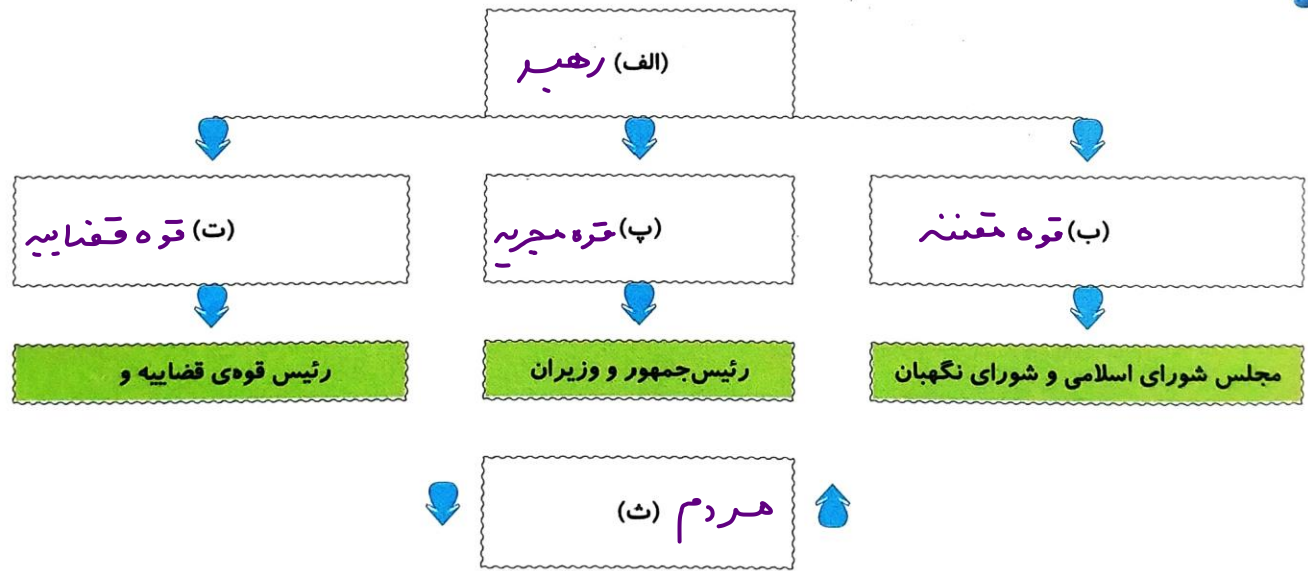 (الف) رهبر
(ب) قوه مقننه
(پ) قوه مجریه
(ت) قوه قضاییه
مجلس شورای اسلامی و شورای نگهبان
رئیس‌جمهور و وزیران
رئیس قوه‌ی قضاییه و
(ث) مردم